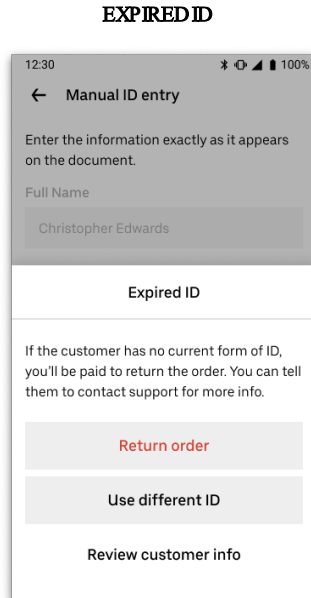 EXPIRED ID
12:30 100%
Manual ID entry
Enter the information exactly as it appears
on the document.
Full Name
Christopher Edwards
Expired ID
If the customer has no current form of ID,
you'll be paid to return the order. You can tell
them to contact support for more info.
Return order
Use different ID
Review customer info